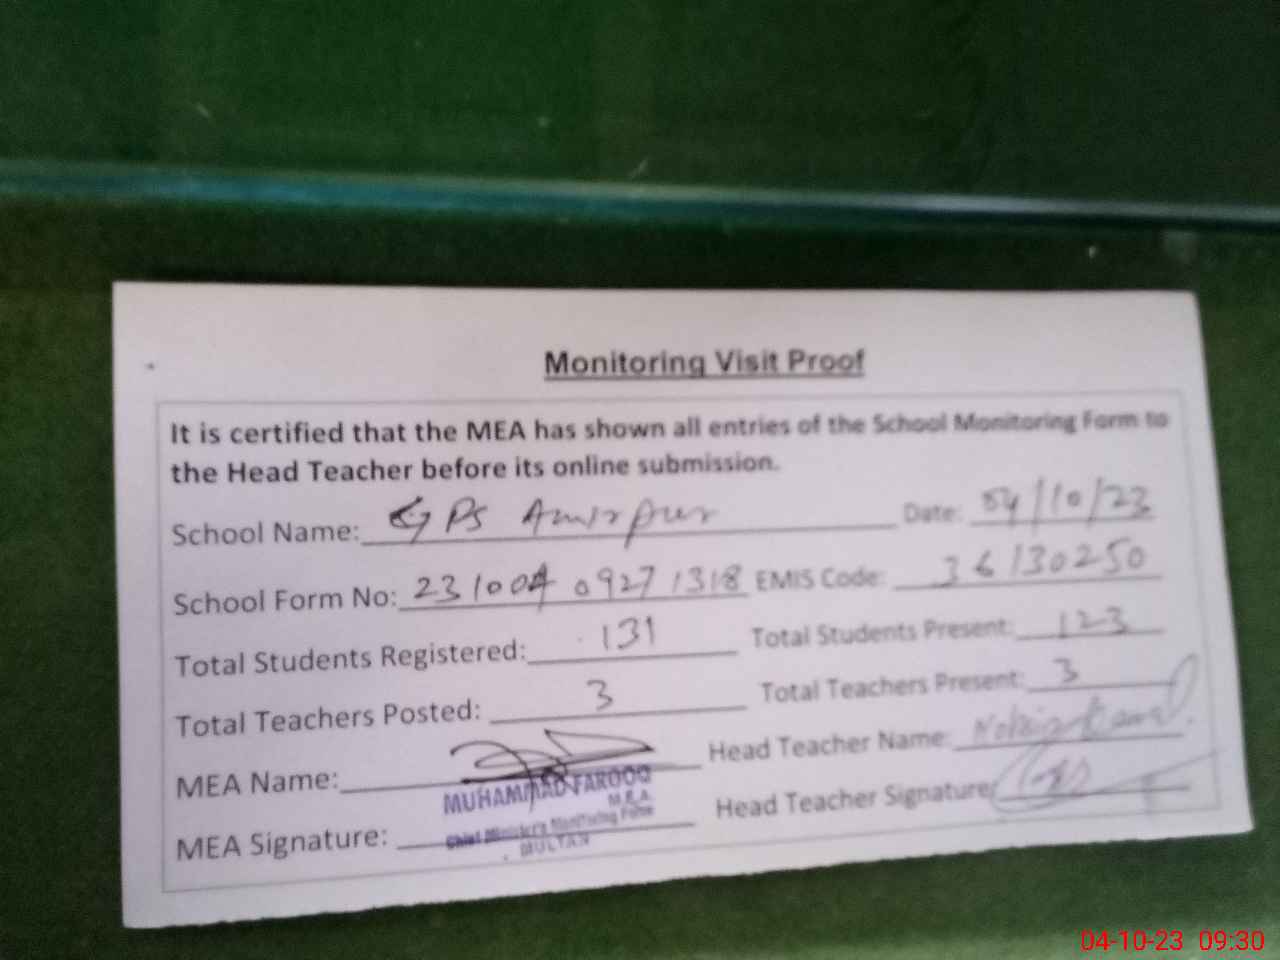 Monitoring Visit Proof
It is certified that the MEA has shown all entries of the School Monitoring Form to
the Head Teacher before its online submission.
School Name: GPS Amirpur Date: 04/10/23
School Form No: 231004 0927 1318 EMIS Code: 36130250
Total Students Registered: 131 Total Students Present: 123
Total Teachers Posted: 3 Total Teachers Present: 3
MEA Name: Head Teacher Name:
MUHAMMAD FAROOQ
M.E.A
MEA Signature: Head Teacher Signature
Chief Minister's Monitoring Force
MULTAN
04-10-23 09:30